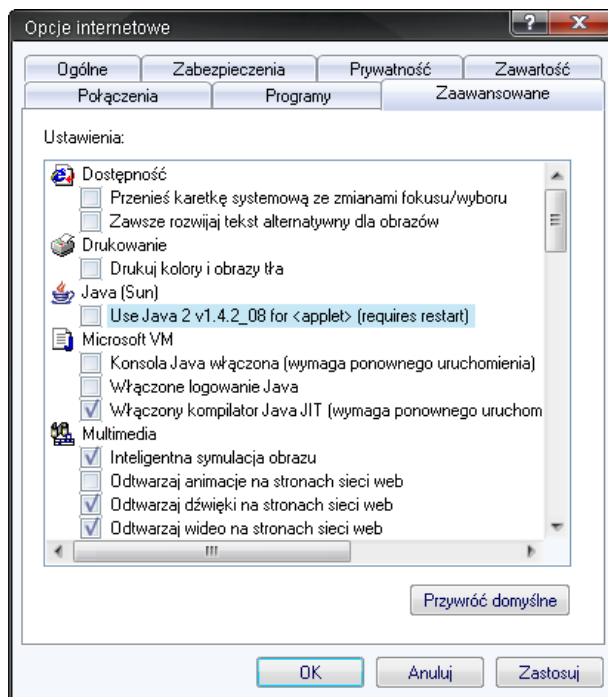 Opcje internetowe
Ogólne Zabezpieczenia Prywatność Zawartość
Połączenia Programy Zaawansowane
Ustawienia:
Dostępność
Przenieś karetkę systemową ze zmianami fokusu/wyboru
Zawsze rozwijaj tekst alternatywny dla obrazów
Drukowanie
Drukuj kolory i obrazy tła
Java (Sun)
Use Java 2 v1.4.2_08 for <applet> (requires restart)
Microsoft VM
Konsola Java włączona (wymaga ponownego uruchomienia)
Włączone logowanie Java
Włączony kompilator Java JIT (wymaga ponownego uruchom
Multimedia
Inteligentna symulacja obrazu
Odtwarzaj animacje na stronach sieci web
Odtwarzaj dźwięki na stronach sieci web
Odtwarzaj wideo na stronach sieci web
Przywróć domyślne
OK Anuluj Zastosuj